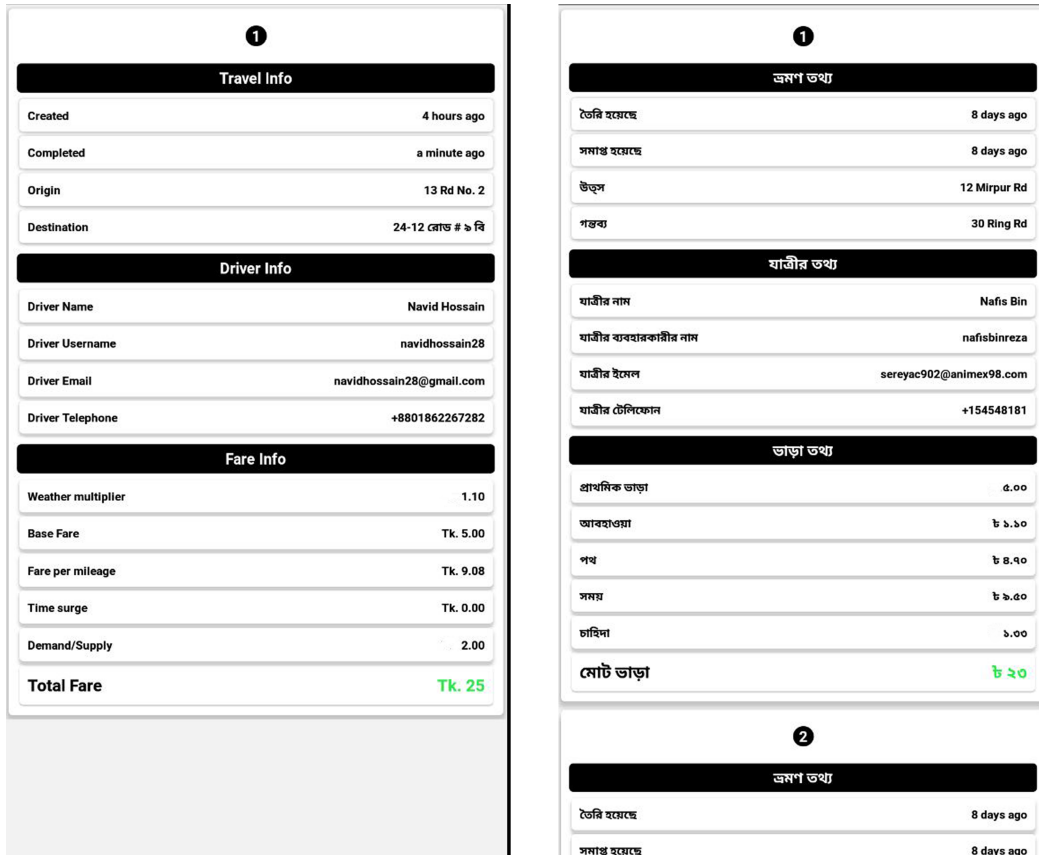 1
Travel Info
Created 4 hours ago
Completed a minute ago
Origin 13 Rd No. 2
Destination 24-12 রোড # ৯ বি
Driver Info
Driver Name Navid Hossain
Driver Username navidhossain28
Driver Email navidhossain28@gmail.com
Driver Telephone +8801862267282
Fare Info
Weather multiplier 1.10
Base Fare Tk. 5.00
Fare per mileage Tk. 9.08
Time surge Tk. 0.00
Demand/Supply 2.00
Total Fare Tk. 25
1
ভ্রমণ তথ্য
তৈরি হয়েছে 8 days ago
সমাপ্ত হয়েছে 8 days ago
উত্স 12 Mirpur Rd
গন্তব্য 30 Ring Rd
যাত্রীর তথ্য
যাত্রীর নাম Nafis Bin
যাত্রীর ব্যবহারকারীর নাম nafisbinreza
যাত্রীর ইমেল sereyac902@animex98.com
যাত্রীর টেলিফোন +154548181
ভাড়া তথ্য
প্রাথমিক ভাড়া ৫.০০
আবহাওয়া ৳ ১.১০
পথ ৳ ৪.৭০
সময় ৳ ৯.৫০
চাহিদা ১.৩৩
মোট ভাড়া ৳ ২৩
2
ভ্রমণ তথ্য
তৈরি হয়েছে 8 days ago
সমাপ্ত হয়েছে 8 days ago